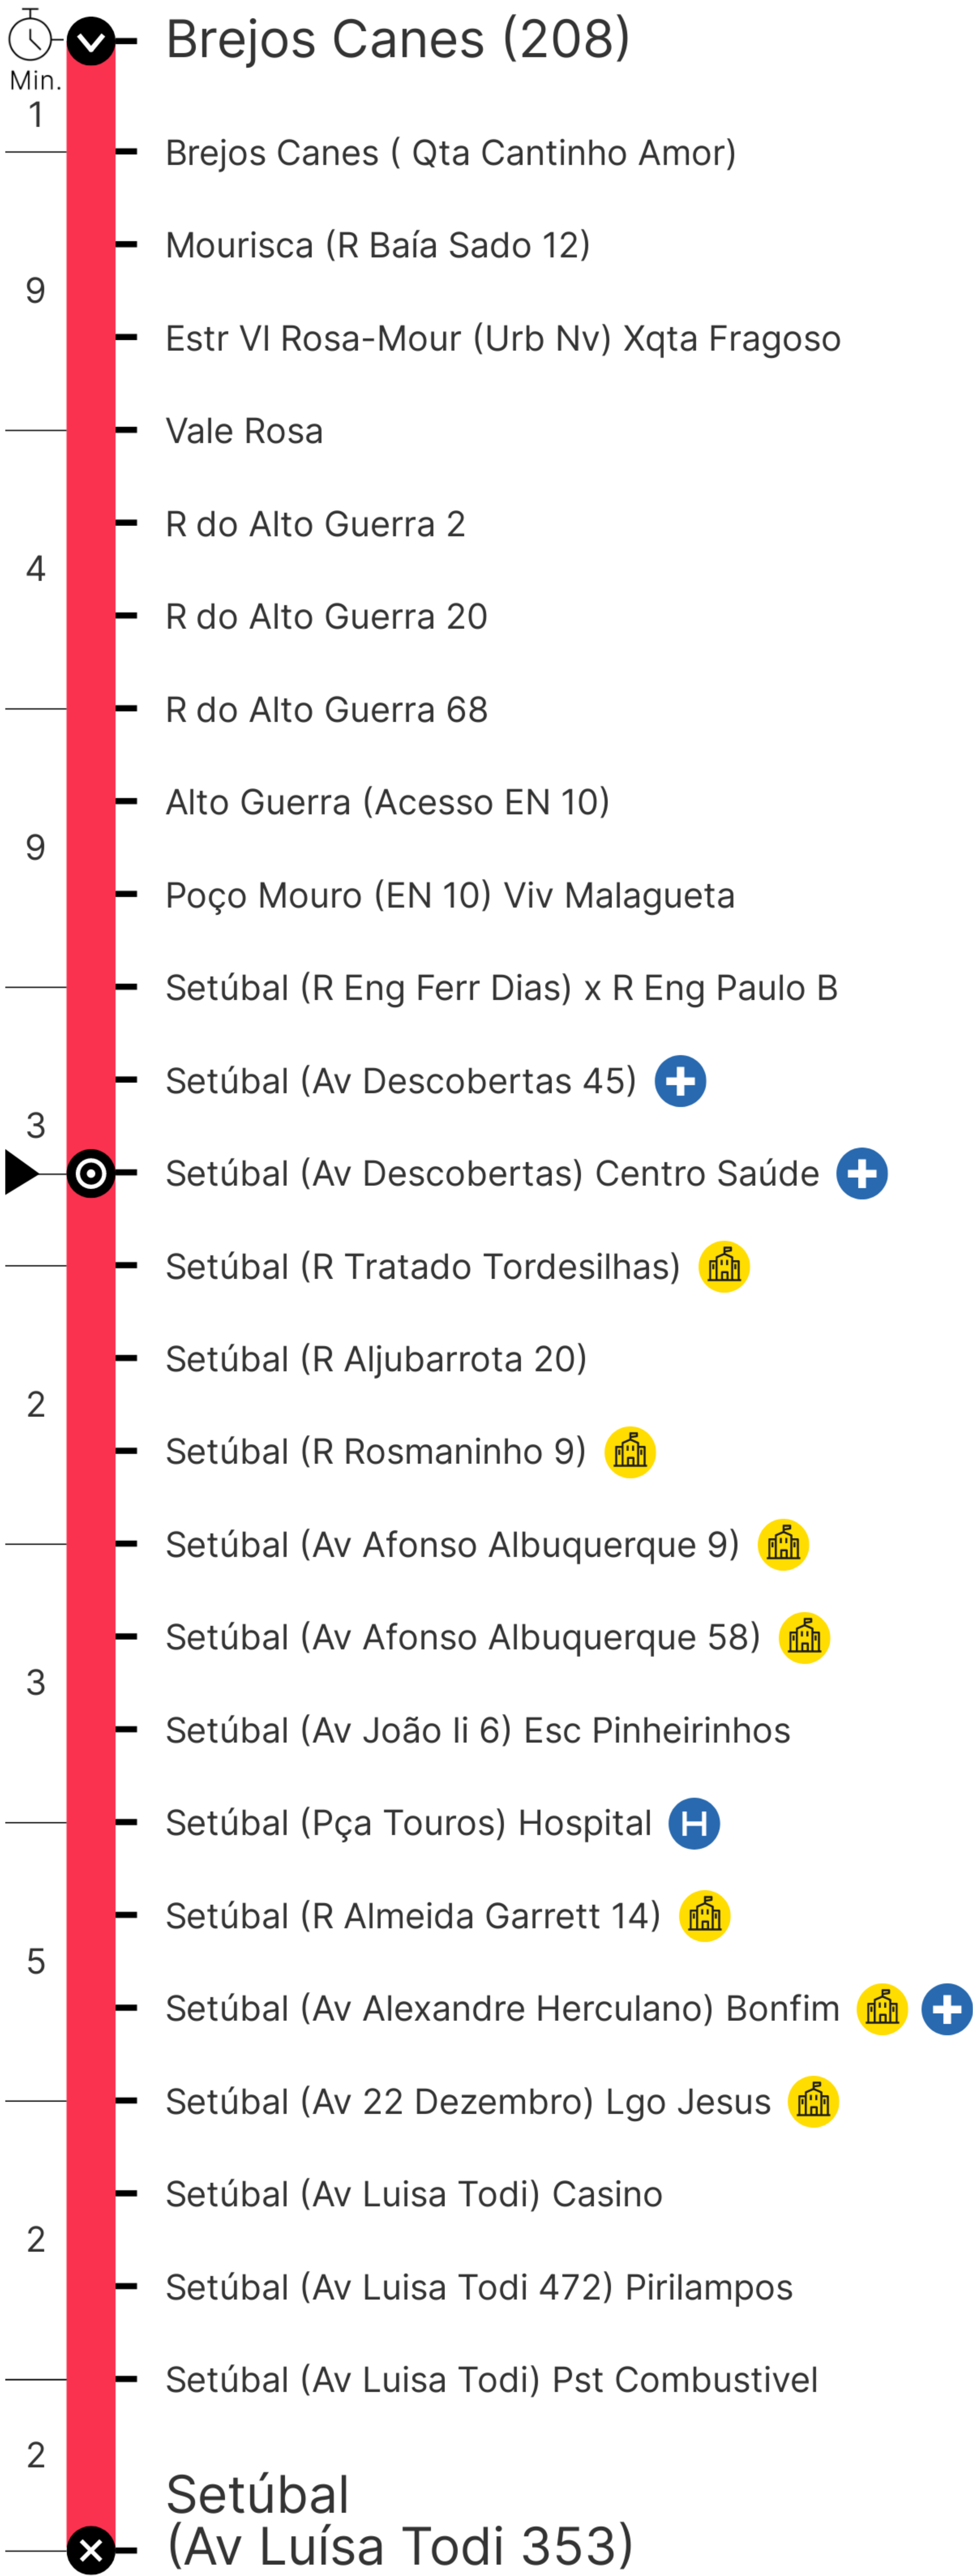 Brejos Canes (208)
Min.
1
Brejos Canes ( Qta Cantinho Amor)
Mourisca (R Baía Sado 12)
9
Estr Vl Rosa-Mour (Urb Nv) Xqta Fragoso
Vale Rosa
R do Alto Guerra 2
4
R do Alto Guerra 20
R do Alto Guerra 68
Alto Guerra (Acesso EN 10)
9
Poço Mouro (EN 10) Viv Malagueta
Setúbal (R Eng Ferr Dias) x R Eng Paulo B
Setúbal (Av Descobertas 45)
3
Setúbal (Av Descobertas) Centro Saúde
Setúbal (R Tratado Tordesilhas)
Setúbal (R Aljubarrota 20)
2
Setúbal (R Rosmaninho 9)
Setúbal (Av Afonso Albuquerque 9)
Setúbal (Av Afonso Albuquerque 58)
3
Setúbal (Av João Ii 6) Esc Pinheirinhos
Setúbal (Pça Touros) Hospital H
Setúbal (R Almeida Garrett 14)
5
Setúbal (Av Alexandre Herculano) Bonfim
Setúbal (Av 22 Dezembro) Lgo Jesus
Setúbal (Av Luisa Todi) Casino
2
Setúbal (Av Luisa Todi 472) Pirilampos
Setúbal (Av Luisa Todi) Pst Combustivel
2
Setúbal
(Av Luísa Todi 353)